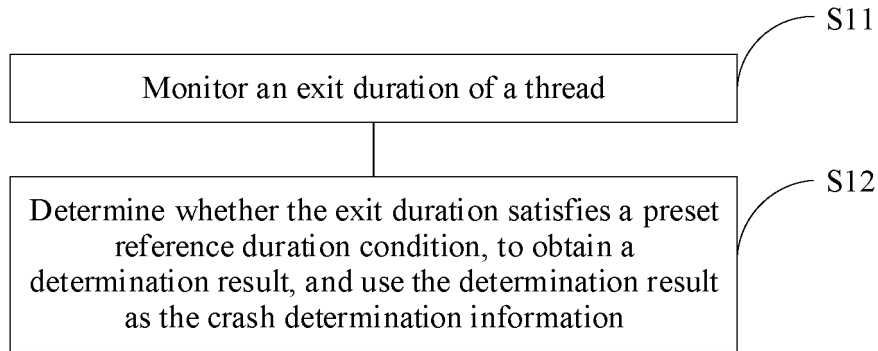 S11
Monitor an exit duration of a thread
S12
Determine whether the exit duration satisfies a preset
reference duration condition, to obtain a
determination result, and use the determination result
as the crash determination information